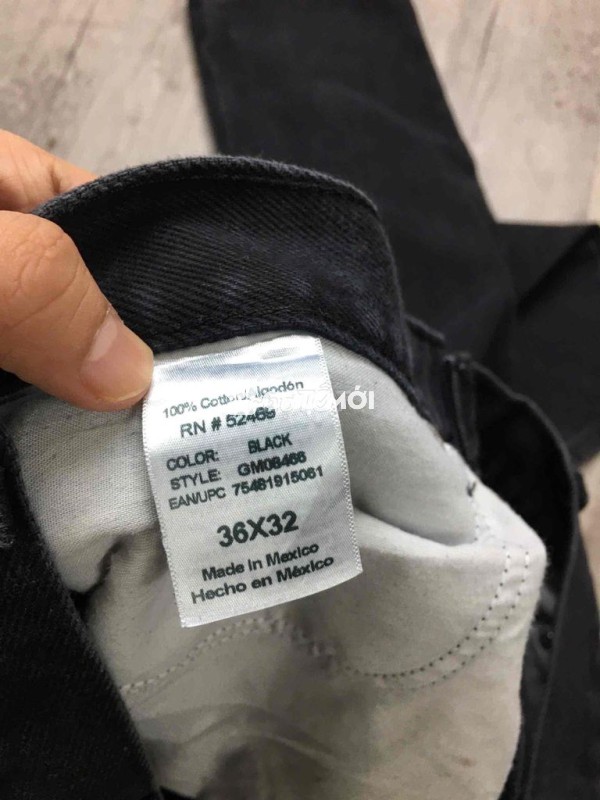 100% Cotton/Algodón
RN # 52469
COLOR: BLACK
STYLE: GM08466
EAN/UPC 75481915061
36X32
Made in Mexico
Hecho en México